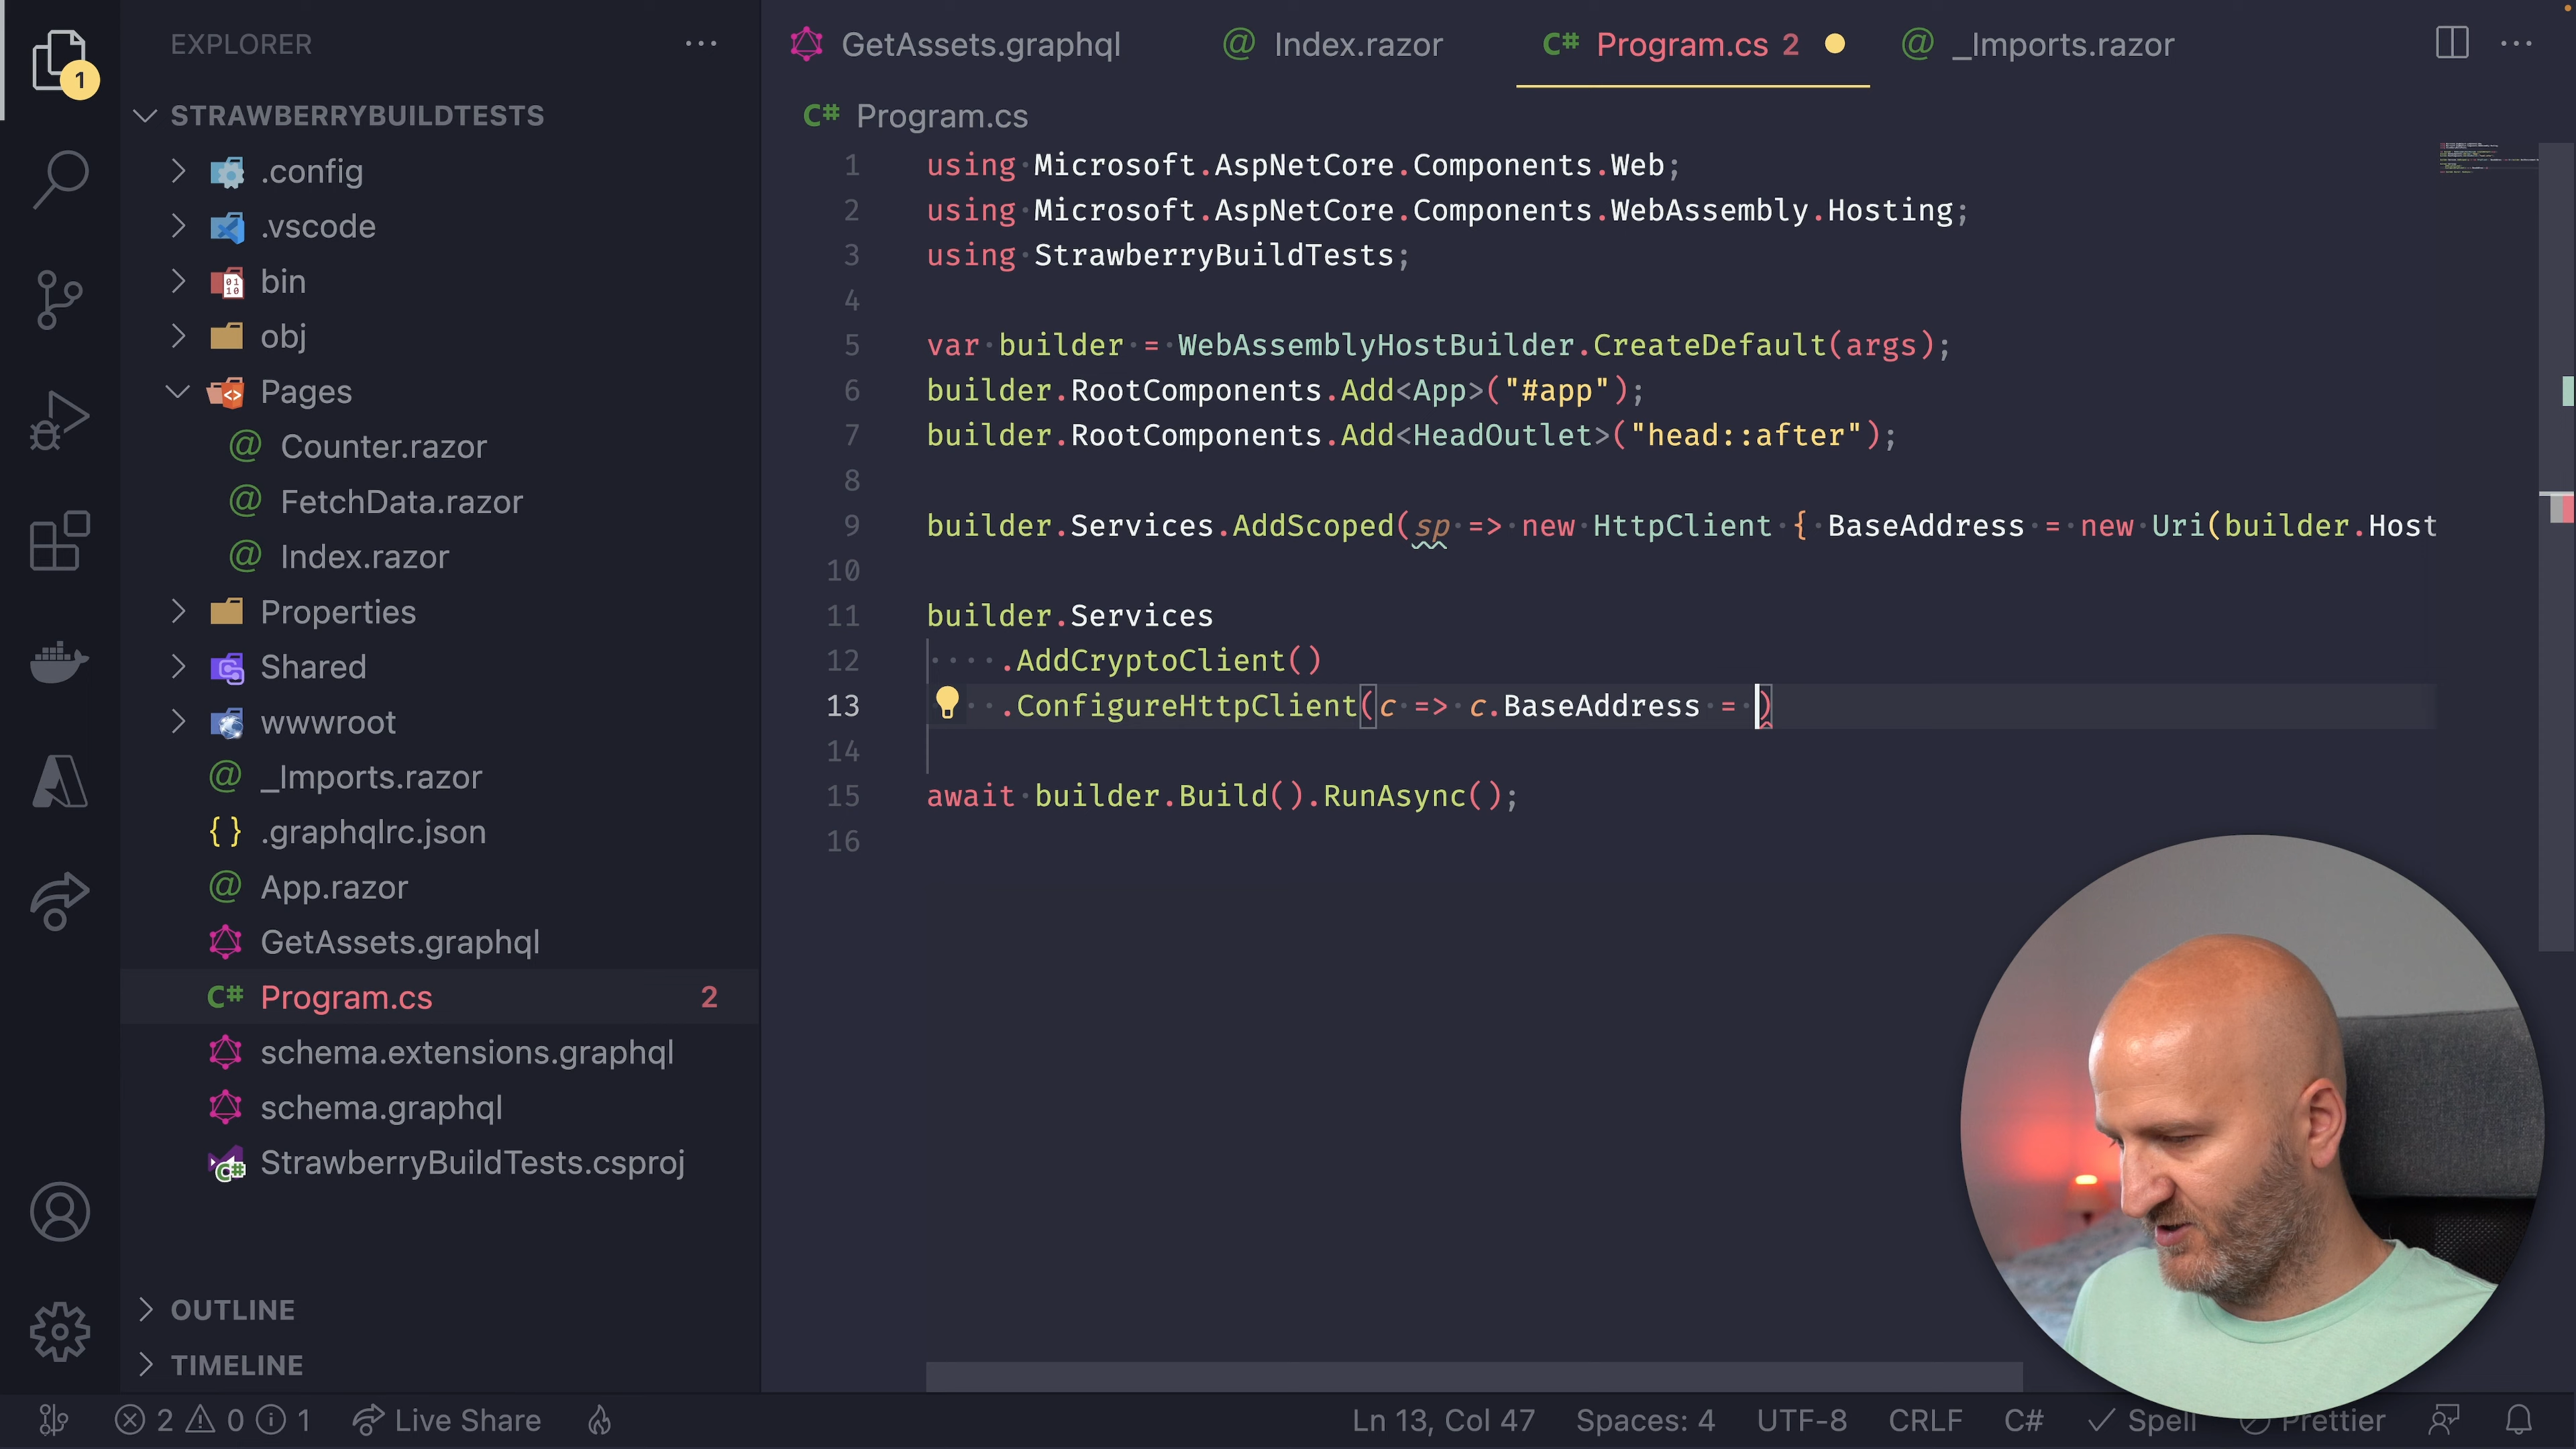 EXPLORER
1
STRAWBERRYBUILDTESTS
.config
.vscode
bin
obj
Pages
Counter.razor
FetchData.razor
Index.razor
Properties
Shared
wwwroot
_Imports.razor
.graphqlrc.json
App.razor
GetAssets.graphql
Program.cs 2
schema.extensions.graphql
schema.graphql
StrawberryBuildTests.csproj
OUTLINE
TIMELINE
GetAssets.graphql Index.razor C# Program.cs 2 _Imports.razor
C# Program.cs
1 using Microsoft.AspNetCore.Components.Web;
2 using Microsoft.AspNetCore.Components.WebAssembly.Hosting;
3 using StrawberryBuildTests;
4
5 var builder = WebAssemblyHostBuilder.CreateDefault(args);
6 builder.RootComponents.Add<App>("#app");
7 builder.RootComponents.Add<HeadOutlet>("head::after");
8
9 builder.Services.AddScoped(sp => new HttpClient { BaseAddress = new Uri(builder.Host
10
11 builder.Services
12 .AddCryptoClient()
13 .ConfigureHttpClient(c => c.BaseAddress = )
14
15 await builder.Build().RunAsync();
16
2 0 1 Live Share Ln 13, Col 47 Spaces: 4 UTF-8 CRLF C# Spell Prettier